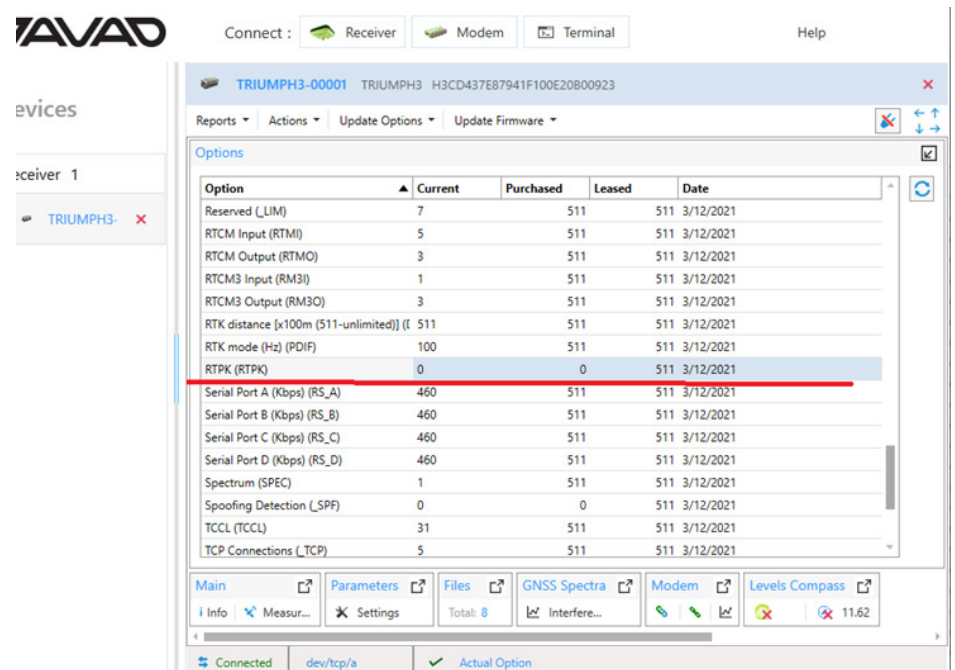 JAVAD
Connect : Receiver Modem Terminal Help
evices
eceiver 1
TRIUMPH3-
TRIUMPH3-00001 TRIUMPH3 H3CD437E87941F100E20B00923
Reports Actions Update Options Update Firmware
Options
Option Current Purchased Leased Date
Reserved (_LIM) 7 511 511 3/12/2021
RTCM Input (RTMI) 5 511 511 3/12/2021
RTCM Output (RTMO) 3 511 511 3/12/2021
RTCM3 Input (RM3I) 1 511 511 3/12/2021
RTCM3 Output (RM3O) 3 511 511 3/12/2021
RTK distance [x100m (511-unlimited)] (I 511 511 511 3/12/2021
RTK mode (Hz) (PDIF) 100 511 511 3/12/2021
RTPK (RTPK) 0 0 511 3/12/2021
Serial Port A (Kbps) (RS_A) 460 511 511 3/12/2021
Serial Port B (Kbps) (RS_B) 460 511 511 3/12/2021
Serial Port C (Kbps) (RS_C) 460 511 511 3/12/2021
Serial Port D (Kbps) (RS_D) 460 511 511 3/12/2021
Spectrum (SPEC) 1 511 511 3/12/2021
Spoofing Detection (_SPF) 0 0 511 3/12/2021
TCCL (TCCL) 31 511 511 3/12/2021
TCP Connections (_TCP) 5 511 511 3/12/2021
Main Parameters Files GNSS Spectra Modem Levels Compass
i Info Measur... Settings Total: 8 Interfere... 11.62
Connected dev/tcp/a Actual Option